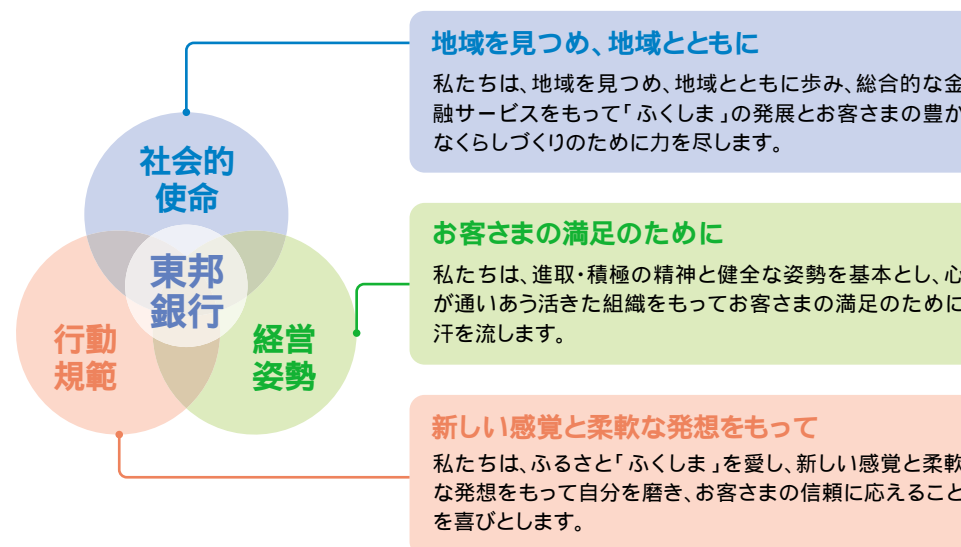 社会的
使命
東邦
銀行
行動
規範
経営
姿勢
地域を見つめ、地域とともに
私たちは、地域を見つめ、地域とともに歩み、総合的な金
融サービスをもって「ふくしま」の発展とお客さまの豊か
なくらしづくりのために力を尽します。
お客さまの満足のために
私たちは、進取・積極の精神と健全な姿勢を基本とし、心
が通いあう活きた組織をもってお客さまの満足のために
汗を流します。
新しい感覚と柔軟な発想をもって
私たちは、ふるさと「ふくしま」を愛し、新しい感覚と柔軟
な発想をもって自分を磨き、お客さまの信頼に応えること
を喜びとします。